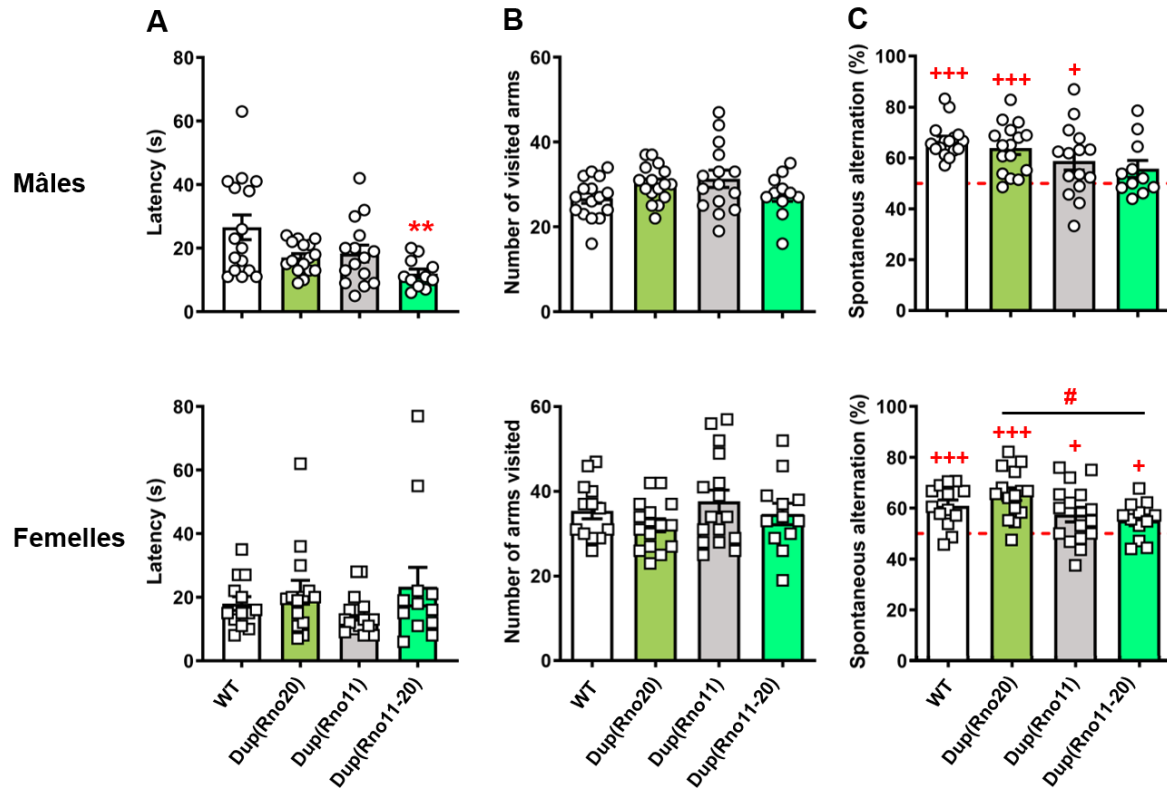 A
B
C
Mâles
Latency (s)
80
60
40
20
0
**
Number of visited arms
60
40
20
0
Spontaneous alternation (%)
100
80
60
40
20
0
+++
+++
+
Femelles
Latency (s)
80
60
40
20
0
WT
Dup(Rno20)
Dup(Rno11)
Dup(Rno11-20)
Number of arms visited
60
40
20
0
WT
Dup(Rno20)
Dup(Rno11)
Dup(Rno11-20)
Spontaneous alternation (%)
100
80
60
40
20
0
#
+++
+++
+
+
WT
Dup(Rno20)
Dup(Rno11)
Dup(Rno11-20)